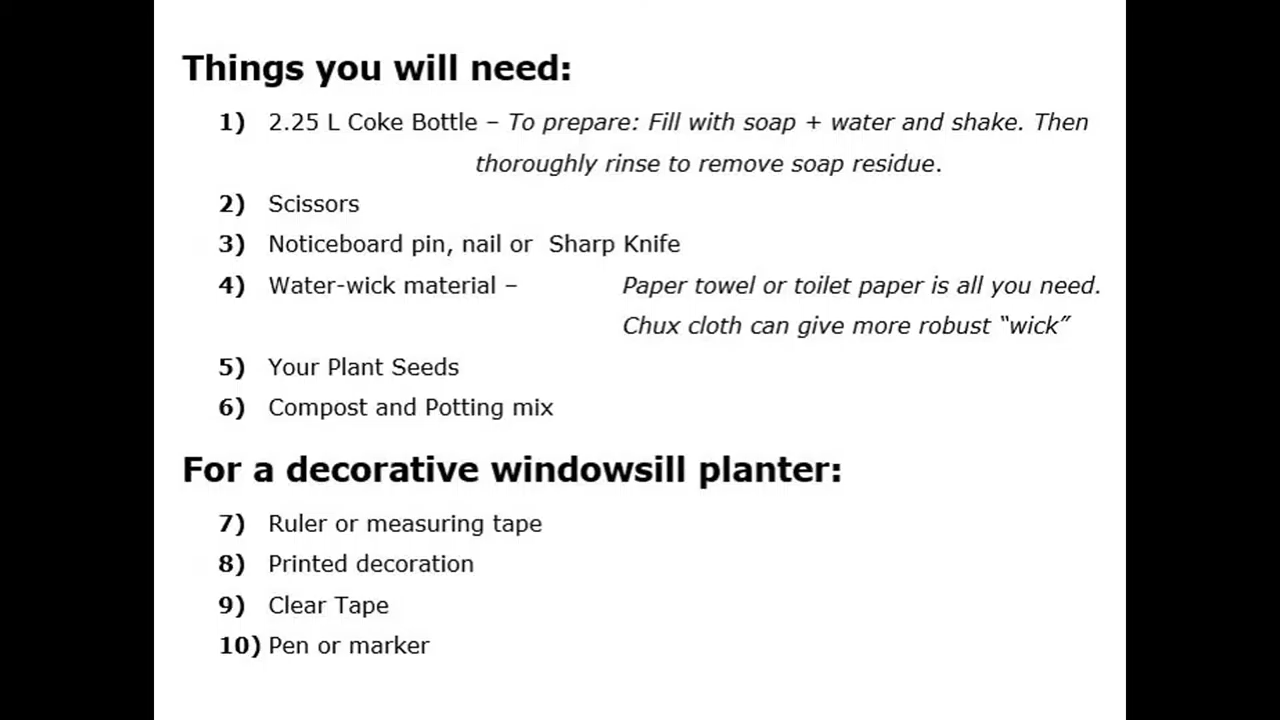 Things you will need:
1) 2.25 L Coke Bottle – To prepare: Fill with soap + water and shake. Then
thoroughly rinse to remove soap residue.
2) Scissors
3) Noticeboard pin, nail or  Sharp Knife
4) Water-wick material – Paper towel or toilet paper is all you need.
Chux cloth can give more robust “wick”
5) Your Plant Seeds
6) Compost and Potting mix
For a decorative windowsill planter:
7) Ruler or measuring tape
8) Printed decoration
9) Clear Tape
10) Pen or marker